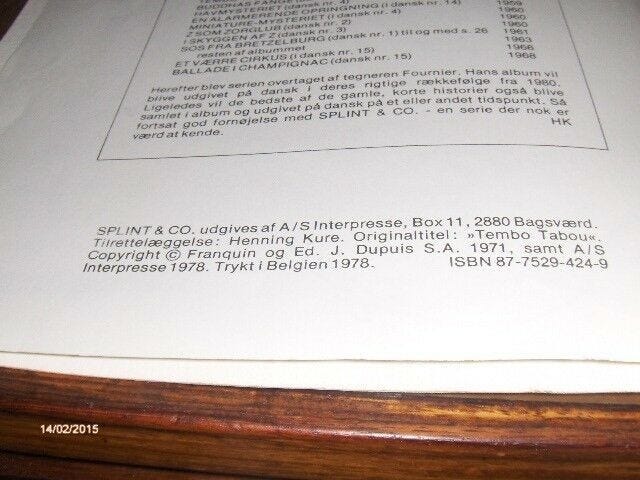 BUDDHAS FANGE
HAVMYSTERIET (dansk nr. 4) 1959
EN ALARMERENDE OPRINGNING (i dansk nr. 14) 1960
MINIATURE-MYSTERIET (i dansk nr. 4) 1960
Z SOM ZORGLUB (dansk nr. 2) 1960
I SKYGGEN AF Z (dansk nr. 3) 1961
SOS FRA BRETZELBURG (dansk nr. 1) til og med s. 26 1963
resten af albummet 1966
ET VÆRRE CIRKUS (i dansk nr. 15)
BALLADE I CHAMPIGNAC (i dansk nr. 15) 1968
Herefter blev serien overtaget af tegneren Fournier. Hans album vil
blive udgivet på dansk i deres rigtige rækkefølge fra 1980.
Ligeledes vil de bedste af de gamle, korte historier også blive
samlet i album og udgivet på dansk på et eller andet tidspunkt. Så
fortsat god fornøjelse med SPLINT & CO. - en serie der nok er
værd at kende. HK
SPLINT & CO. udgives af A/S Interpresse, Box 11, 2880 Bagsværd.
Tilrettelæggelse: Henning Kure. Originaltitel: »Tembo Tabou«.
Copyright © Franquin og Ed. J. Dupuis S.A. 1971, samt A/S
Interpresse 1978. Trykt i Belgien 1978. ISBN 87-7529-424-9
14/02/2015